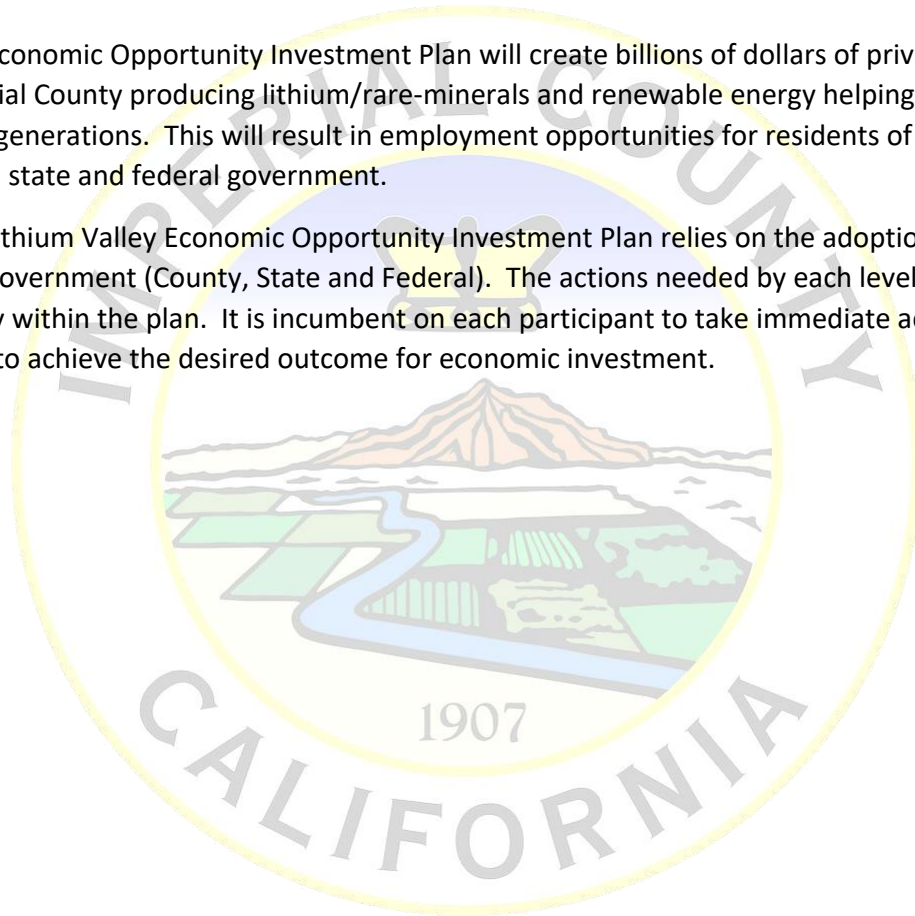 conomic Opportunity Investment Plan will create billions of dollars of priv
ial County producing lithium/rare-minerals and renewable energy helping
generations. This will result in employment opportunities for residents of
state and federal government.
thium Valley Economic Opportunity Investment Plan relies on the adoptio
overnment (County, State and Federal). The actions needed by each level
y within the plan. It is incumbent on each participant to take immediate a
to achieve the desired outcome for economic investment.
IMPERIAL COUNTY
1907
CALIFORNIA